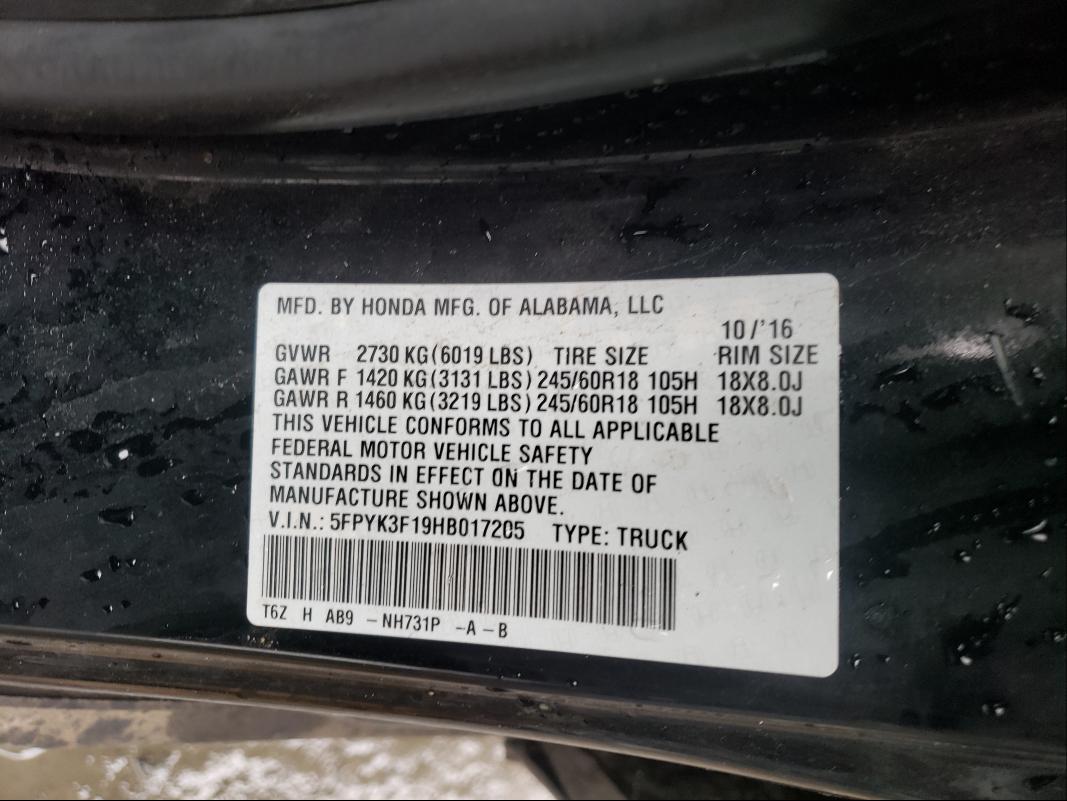 MFD. BY HONDA MFG. OF ALABAMA, LLC
10/'16
GVWR 2730 KG(6019 LBS) TIRE SIZE RIM SIZE
GAWR F 1420 KG(3131 LBS) 245/60R18 105H 18X8.0J
GAWR R 1460 KG(3219 LBS) 245/60R18 105H 18X8.0J
THIS VEHICLE CONFORMS TO ALL APPLICABLE
FEDERAL MOTOR VEHICLE SAFETY
STANDARDS IN EFFECT ON THE DATE OF
MANUFACTURE SHOWN ABOVE.
V.I.N.: 5FPYK3F19HB017205 TYPE: TRUCK
T6Z H AB9 -NH731P -A-B